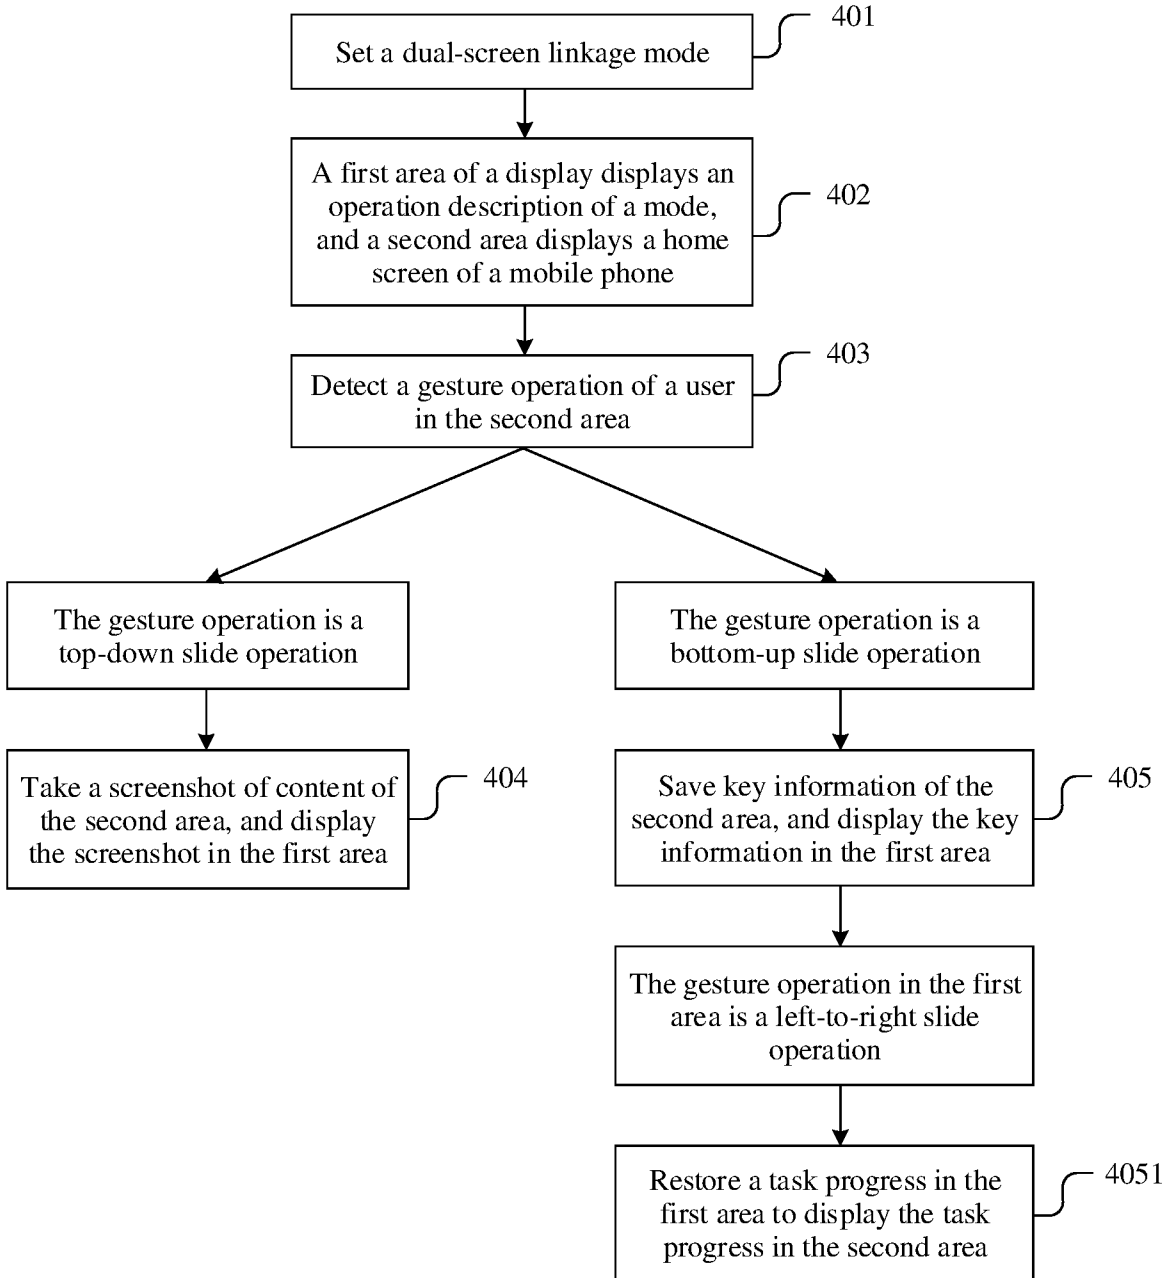 401
Set a dual-screen linkage mode
A first area of a display displays an
operation description of a mode,
and a second area displays a home
screen of a mobile phone
402
403
Detect a gesture operation of a user
in the second area
The gesture operation is a
top-down slide operation
The gesture operation is a
bottom-up slide operation
Take a screenshot of content of
the second area, and display
the screenshot in the first area
404
Save key information of the
second area, and display the key
information in the first area
405
The gesture operation in the first
area is a left-to-right slide
operation
Restore a task progress in the
first area to display the task
progress in the second area
4051